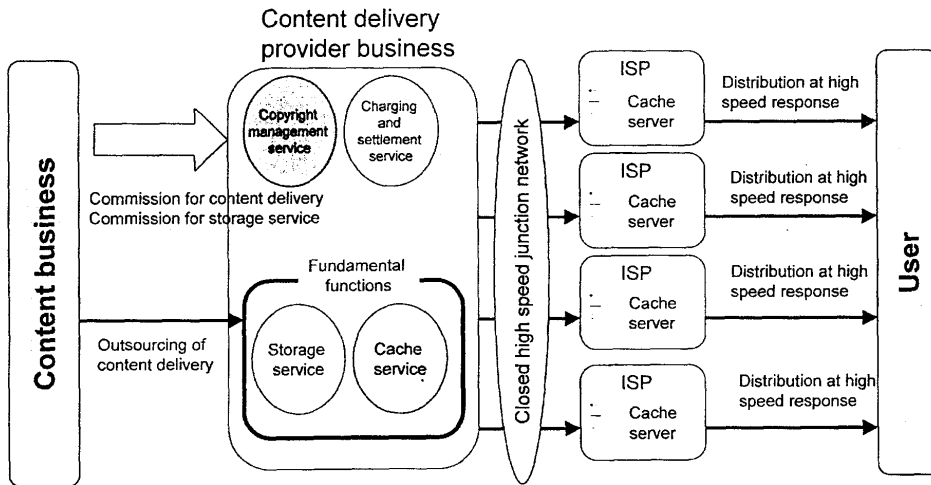 Content delivery
provider business
Content business
Copyright
management
service
Charging
and
settlement
service
Commission for content delivery
Commission for storage service
Fundamental
functions
Outsourcing of
content delivery
Storage
service
Cache
service
Closed high speed junction network
ISP
Cache
server
Distribution at high
speed response
ISP
Cache
server
Distribution at high
speed response
ISP
Cache
server
Distribution at high
speed response
ISP
Cache
server
Distribution at high
speed response
User